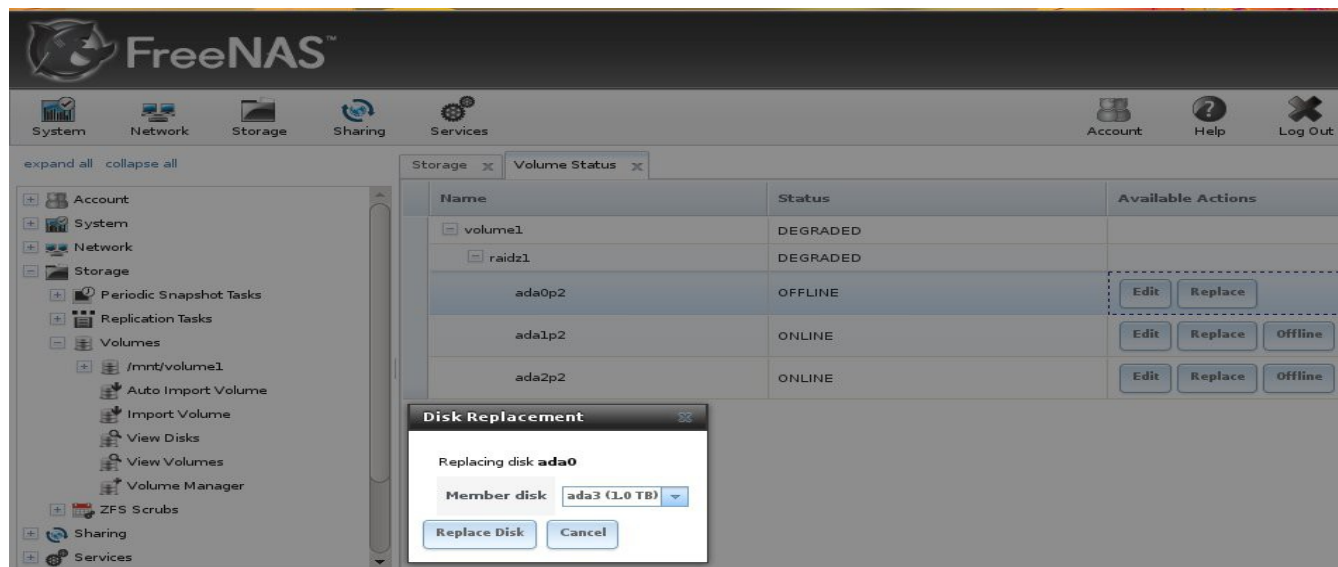 FreeNAS™
System Network Storage Sharing Services Account Help Log Out
expand all collapse all
Account
System
Network
Storage
Periodic Snapshot Tasks
Replication Tasks
Volumes
/mnt/volume1
Auto Import Volume
Import Volume
View Disks
View Volumes
Volume Manager
ZFS Scrubs
Sharing
Services
Storage Volume Status
Name Status Available Actions
volume1 DEGRADED
raidz1 DEGRADED
ada0p2 OFFLINE Edit Replace
ada1p2 ONLINE Edit Replace Offline
ada2p2 ONLINE Edit Replace Offline
Disk Replacement
Replacing disk ada0
Member disk ada3 (1.0 TB)
Replace Disk Cancel